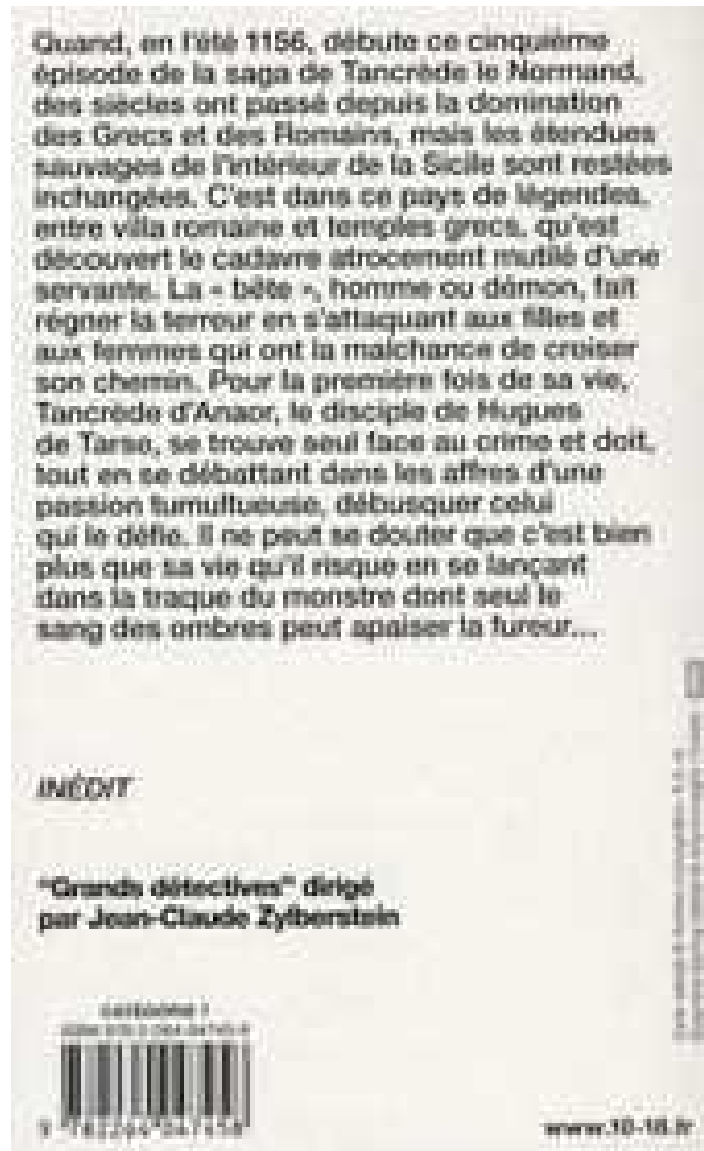 Quand, en l'été 1156, débute ce cinquième
épisode de la saga de Tancrède le Normand,
des siècles ont passé depuis la domination
des Grecs et des Romains, mais les étendues
sauvages de l'intérieur de la Sicile sont restées
inchangées. C'est dans ce pays de légendes,
entre villa romaine et temples grecs, qu'est
découvert le cadavre atrocement mutilé d'une
servante. La « bête », homme ou démon, fait
régner la terreur en s'attaquant aux filles et
aux femmes qui ont la malchance de croiser
son chemin. Pour la première fois de sa vie,
Tancrède d'Anaor, le disciple de Hugues
de Tarse, se trouve seul face au crime et doit,
tout en se débattant dans les affres d'une
passion tumultueuse, débusquer celui
qui le défie. Il ne peut se douter que c'est bien
plus que sa vie qu'il risque en se lançant
dans la traque du monstre dont seul le
sang des ombres peut apaiser la fureur...
INÉDIT
"Grands détectives" dirigé
par Jean-Claude Zylberstein
www.10-18.fr